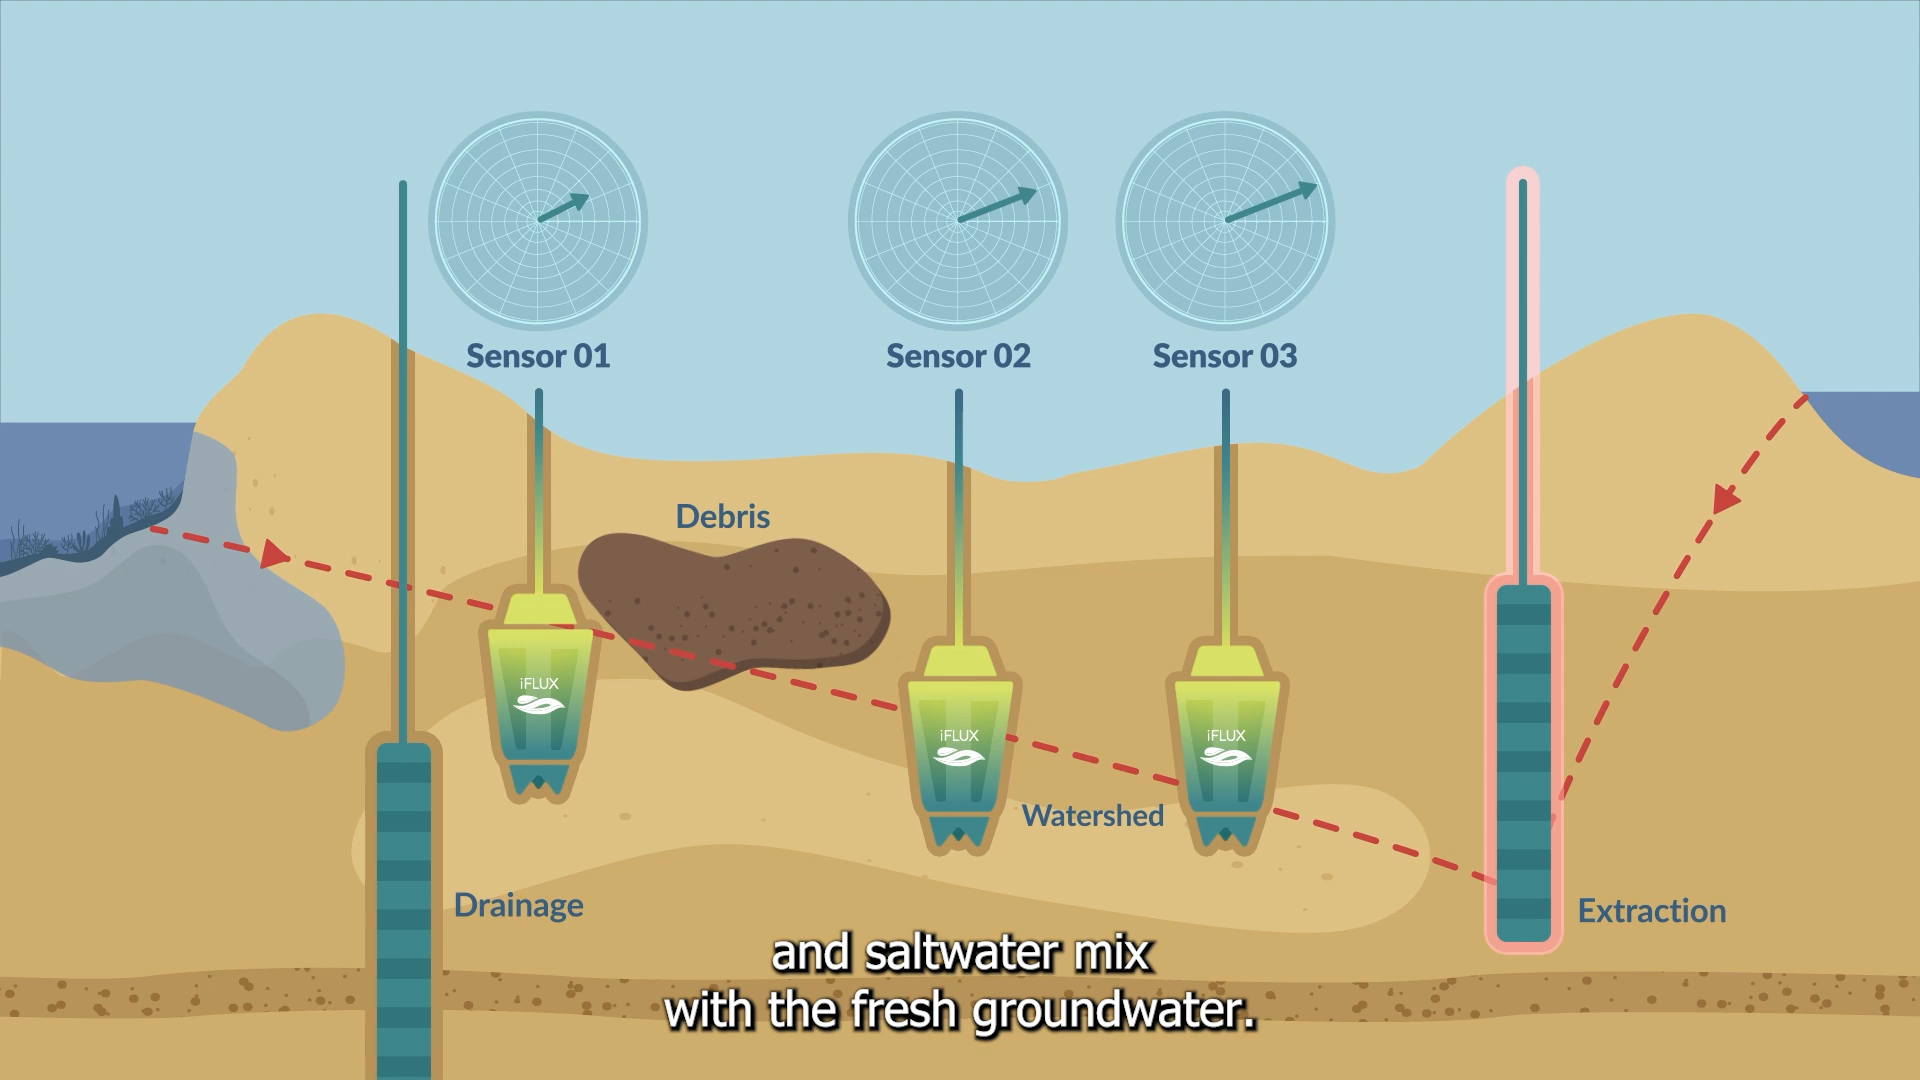 Sensor 01
Sensor 02
Sensor 03
Debris
iFLUX
iFLUX
iFLUX
Watershed
Drainage
Extraction
and saltwater mix
with the fresh groundwater.